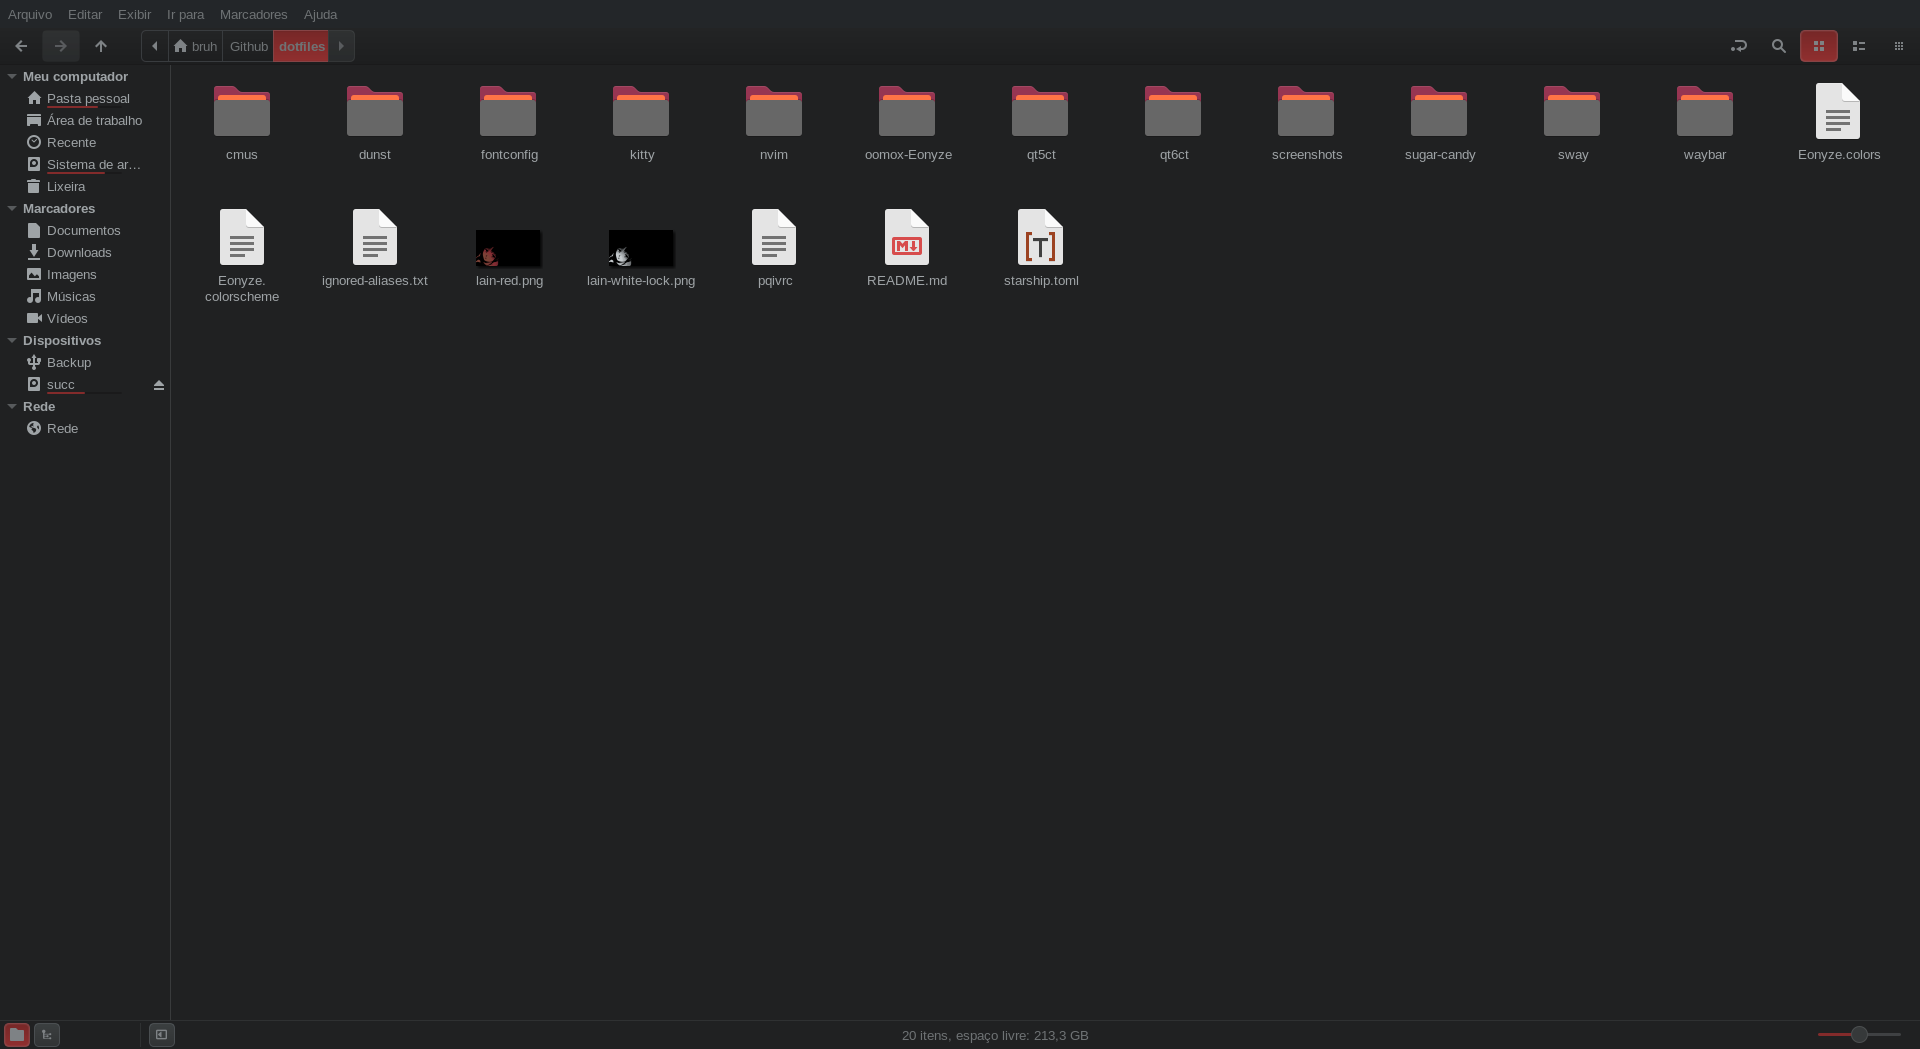 Arquivo Editar Exibir Ir para Marcadores Ajuda
bruh Github dotfiles
Meu computador
Pasta pessoal
Área de trabalho
Recente
Sistema de ar…
Lixeira
Marcadores
Documentos
Downloads
Imagens
Músicas
Vídeos
Dispositivos
Backup
succ
Rede
Rede
cmus dunst fontconfig kitty nvim oomox-Eonyze qt5ct qt6ct screenshots sugar-candy sway waybar Eonyze.colors
Eonyze. ignored-aliases.txt lain-red.png lain-white-lock.png pqivrc README.md starship.toml
colorscheme
M
[T]
20 itens, espaço livre: 213,3 GB